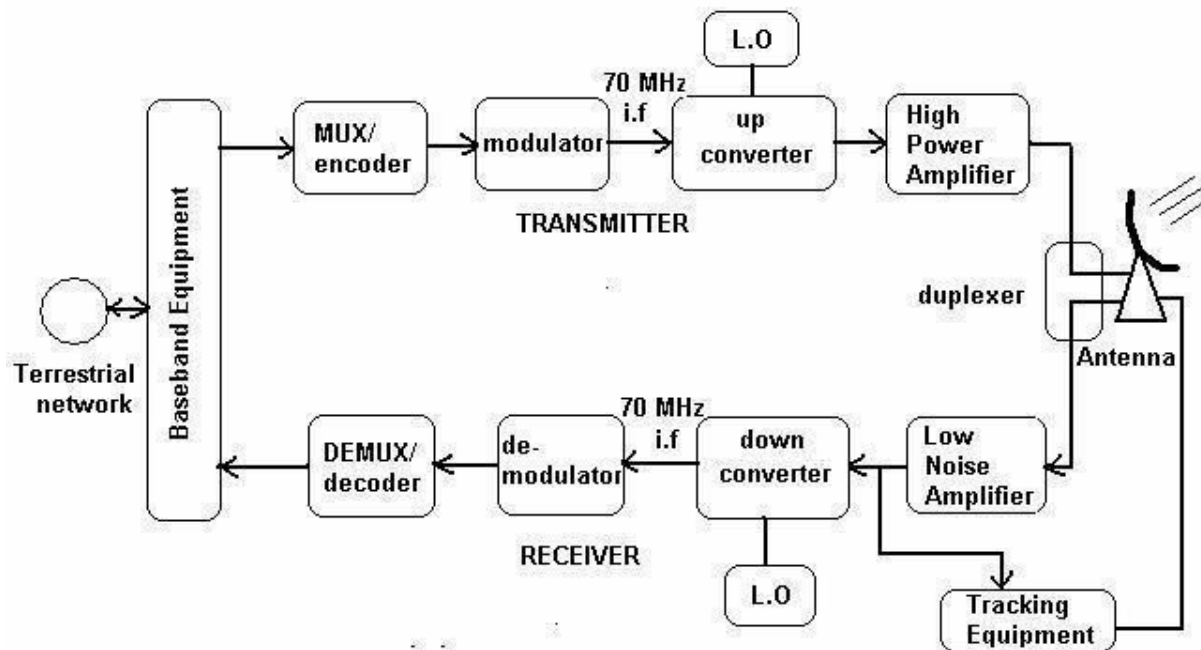 L.O
70 MHz
i.f
MUX/
encoder
modulator
up
converter
High
Power
Amplifier
TRANSMITTER
Baseband Equipment
duplexer
Antenna
Terrestrial
network
70 MHz
i.f
DEMUX/
decoder
de-
modulator
down
converter
Low
Noise
Amplifier
RECEIVER
L.O
Tracking
Equipment